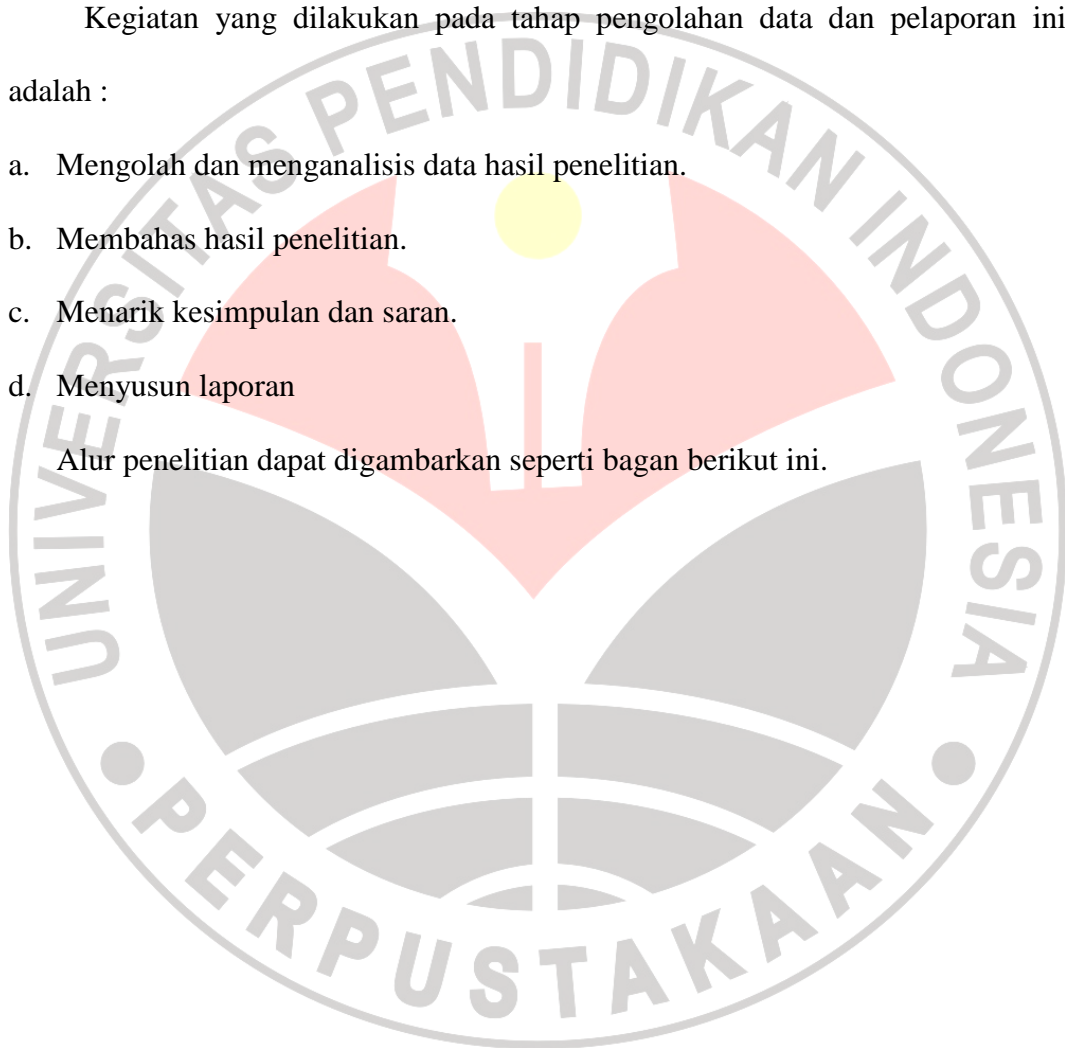 Kegiatan yang dilakukan pada tahap pengolahan data dan pelaporan ini
adalah :
a. Mengolah dan menganalisis data hasil penelitian.
b. Membahas hasil penelitian.
c. Menarik kesimpulan dan saran.
d. Menyusun laporan
Alur penelitian dapat digambarkan seperti bagan berikut ini.
UNIVERSITAS PENDIDIKAN INDONESIA
PERPUSTAKAAN